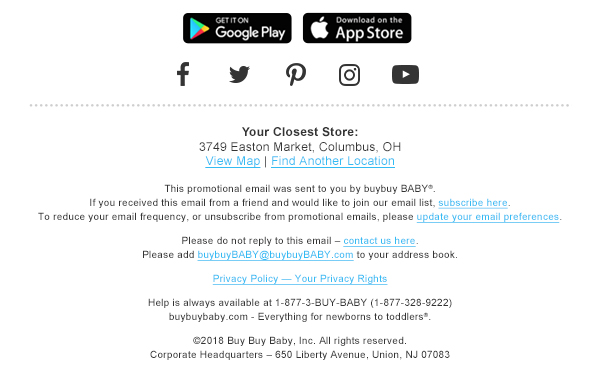 GET IT ON
Google Play
Download on the
App Store
Your Closest Store:
3749 Easton Market, Columbus, OH
View Map | Find Another Location
This promotional email was sent to you by buybuy BABY®.
If you received this email from a friend and would like to join our email list, subscribe here.
To reduce your email frequency, or unsubscribe from promotional emails, please update your email preferences.
Please do not reply to this email – contact us here.
Please add buybuyBABY@buybuyBABY.com to your address book.
Privacy Policy — Your Privacy Rights
Help is always available at 1-877-3-BUY-BABY (1-877-328-9222)
buybuybaby.com - Everything for newborns to toddlers®.
©2018 Buy Buy Baby, Inc. All rights reserved.
Corporate Headquarters – 650 Liberty Avenue, Union, NJ 07083